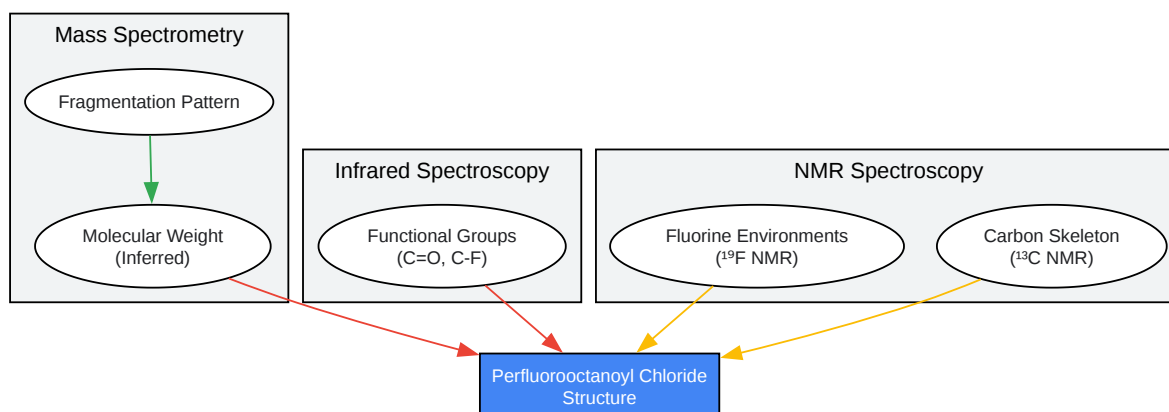 Mass Spectrometry
Fragmentation Pattern
Molecular Weight
(Inferred)
Infrared Spectroscopy
Functional Groups
(C=O, C-F)
NMR Spectroscopy
Fluorine Environments
(¹⁹F NMR)
Carbon Skeleton
(¹³C NMR)
Perfluorooctanoyl Chloride
Structure